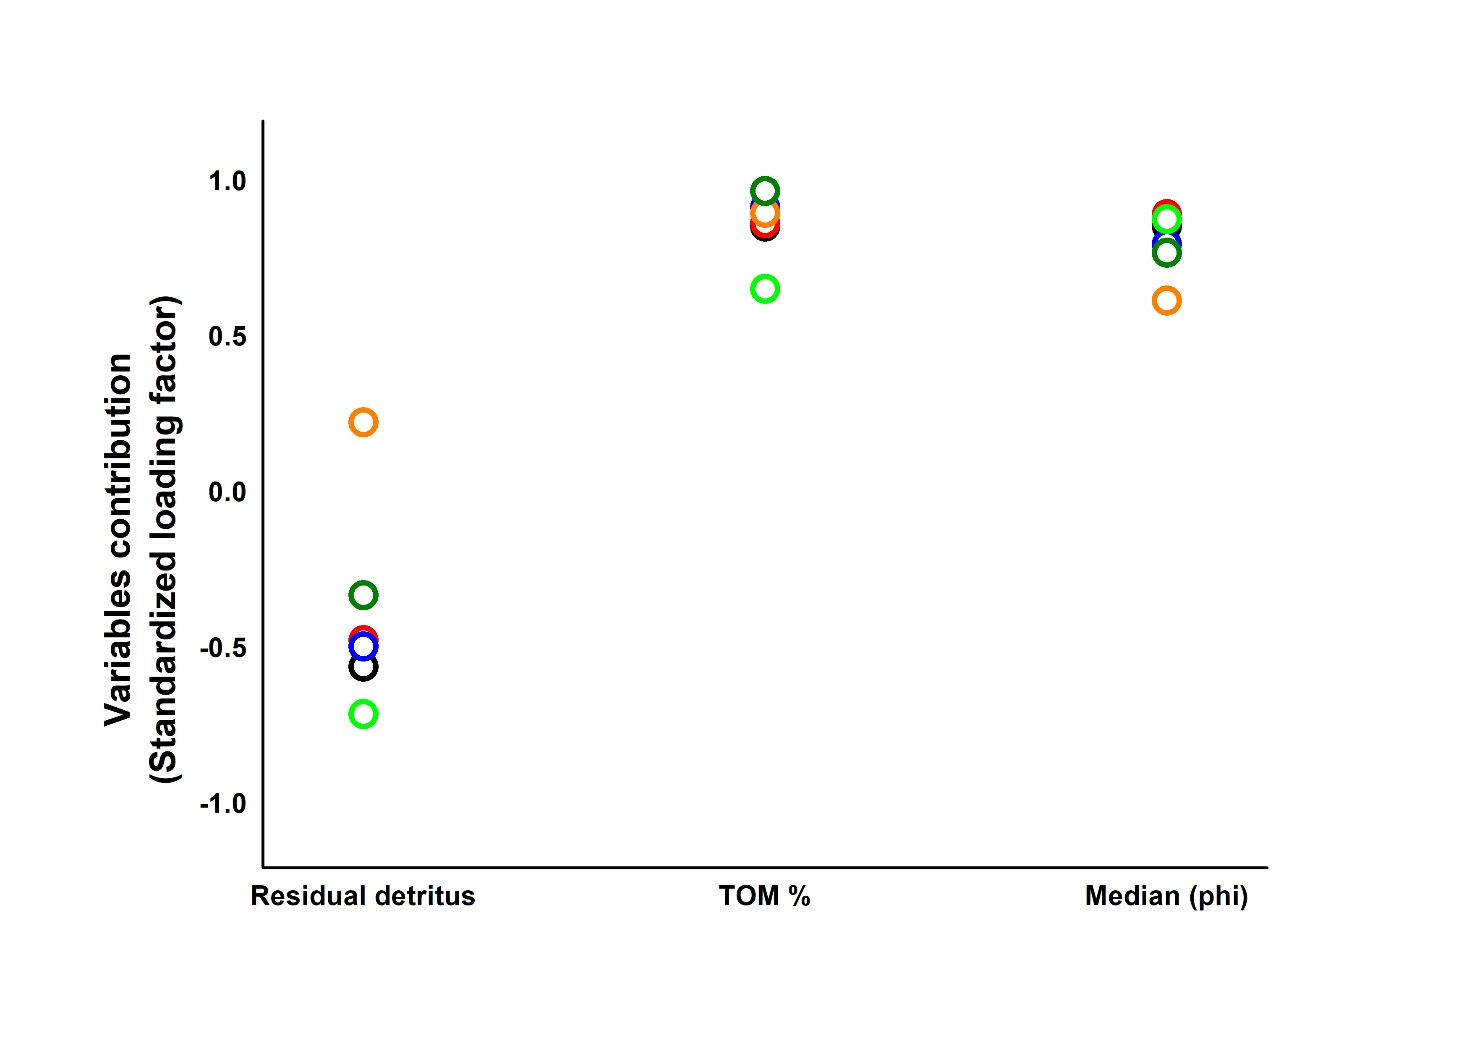 Variables contribution
(Standardized loading factor)
1.0
0.5
0.0
-0.5
-1.0
Residual detritus
TOM %
Median (phi)